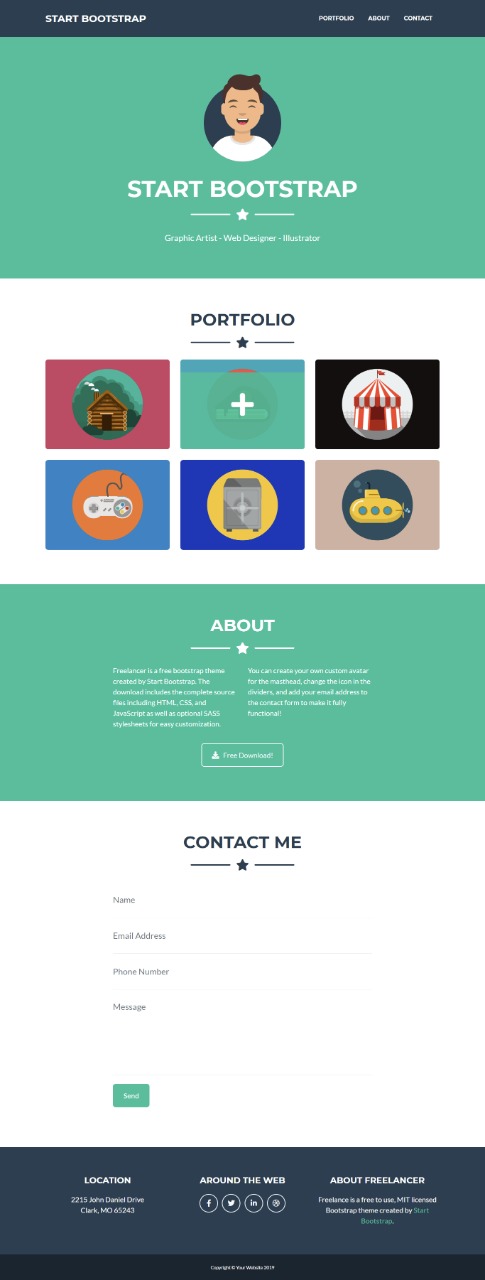 START BOOTSTRAP
PORTFOLIO
ABOUT
CONTACT
START BOOTSTRAP
Graphic Artist - Web Designer - Illustrator
PORTFOLIO
ABOUT
Freelancer is a free bootstrap theme
created by Start Bootstrap. The
download includes the complete source
files including HTML, CSS, and
JavaScript as well as optional SASS
stylesheets for easy customization.
You can create your own custom avatar
for the masthead, change the icon in the
dividers, and add your email address to
the contact form to make it fully
functional!
Free Download!
CONTACT ME
Name
Email Address
Phone Number
Message
Send
LOCATION
2215 John Daniel Drive
Clark, MO 65243
AROUND THE WEB
ABOUT FREELANCER
Freelance is a free to use, MIT licensed
Bootstrap theme created by Start
Bootstrap.
Copyright © Your Website 2019